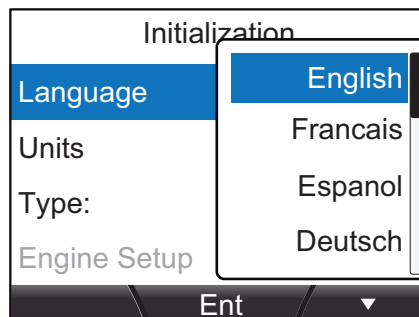 Initialization
Language
Units
Type:
Engine Setup
English
Francais
Espanol
Deutsch
Ent